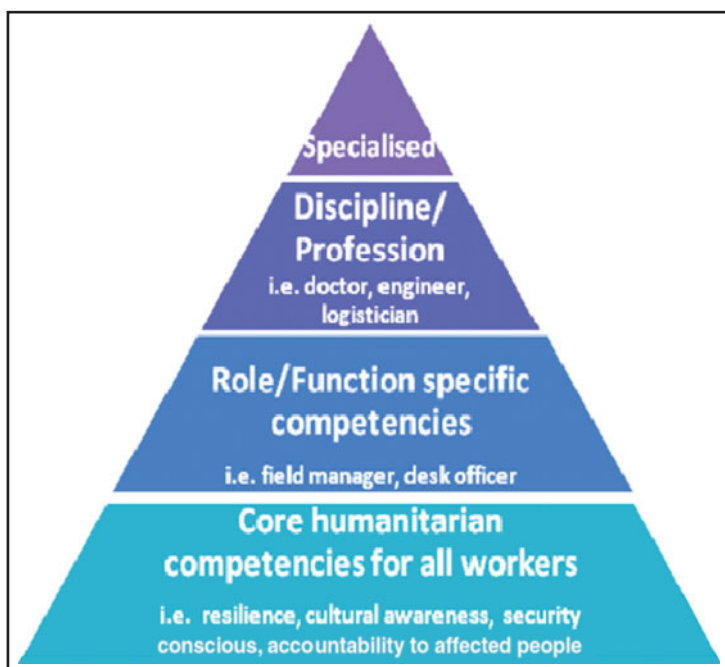 Specialised
Discipline/
Profession
i.e. doctor, engineer,
logistician
Role/Function specific
competencies
i.e. field manager, desk officer
Core humanitarian
competencies for all workers
i.e. resilience, cultural awareness, security
conscious, accountability to affected people